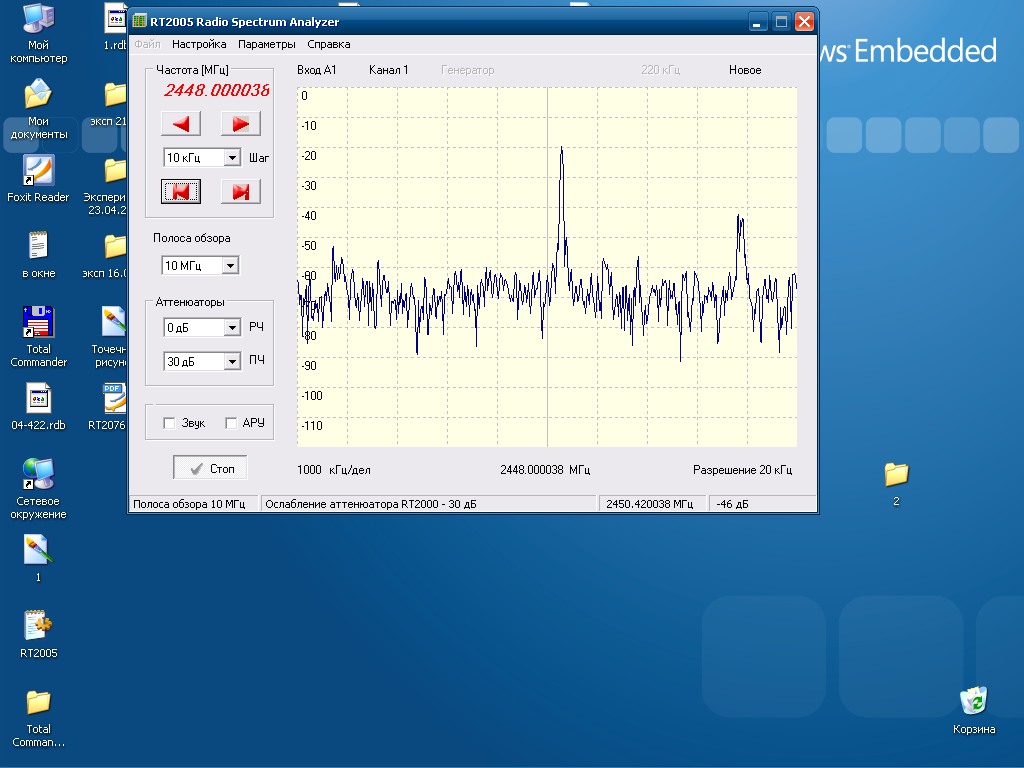 Мой
компьютер
1.rdb
Мои
документы
эксп 21
Foxit Reader
Экспери
23.04.2
в окне
эксп 16.0
Total
Commander
Точечн
рисун
04-422.rdb
RT2076
Сетевое
окружение
1
RT2005
Total
Comman...
RT2005 Radio Spectrum Analyzer
Файл Настройка Параметры Справка
Частота [МГц]
2448.000038
10 кГц Шаг
Полоса обзора
10 МГц
Аттенюаторы
0 дБ РЧ
30 дБ ПЧ
Звук АРУ
Стоп
Вход A1 Канал 1 Генератор 220 кГц Новое
0
-10
-20
-30
-40
-50
-60
-70
-80
-90
-100
-110
1000 кГц/дел 2448.000038 МГц Разрешение 20 кГц
Полоса обзора 10 МГц Ослабление аттенюатора RT2000 - 30 дБ 2450.420038 МГц -46 дБ
ws Embedded
2
Корзина